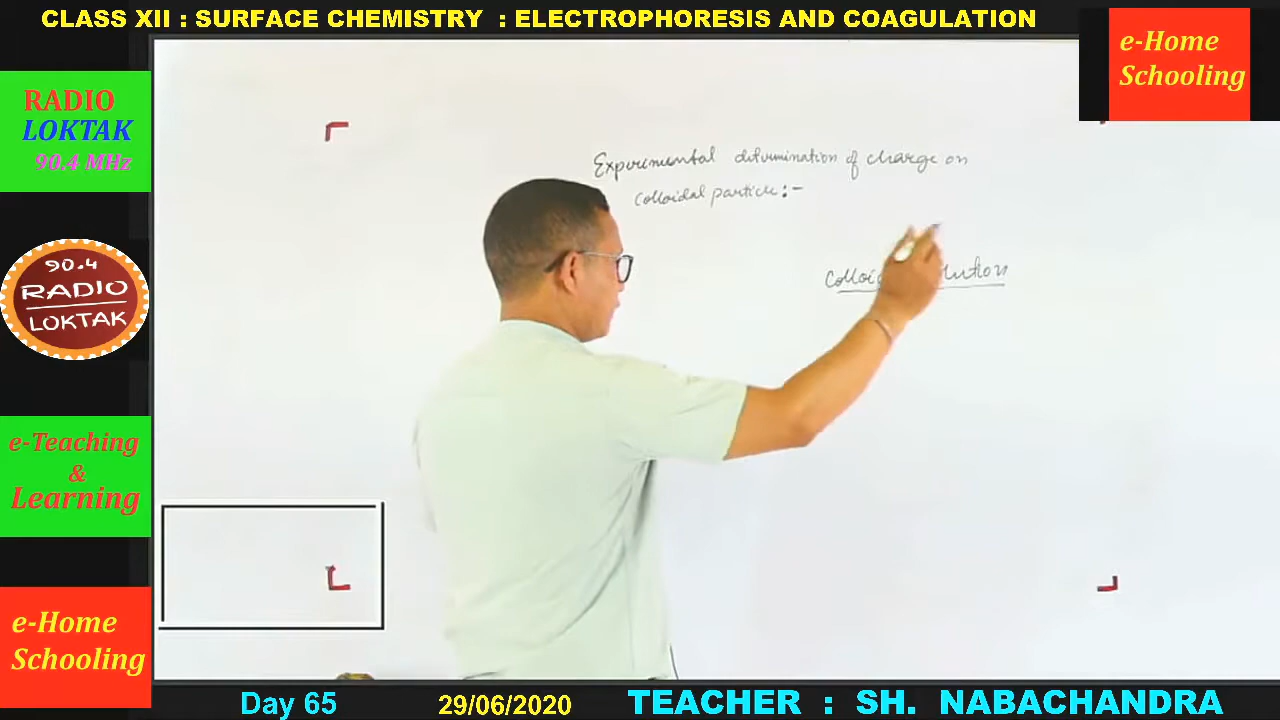 CLASS XII : SURFACE CHEMISTRY : ELECTROPHORESIS AND COAGULATION
e-Home
Schooling
RADIO
LOKTAK
90.4 MHz
90.4
RADIO
LOKTAK
e-Teaching
&
Learning
e-Home
Schooling
Experimental determination of charge on
colloidal particle :-
Day 65
29/06/2020
TEACHER : SH. NABACHANDRA